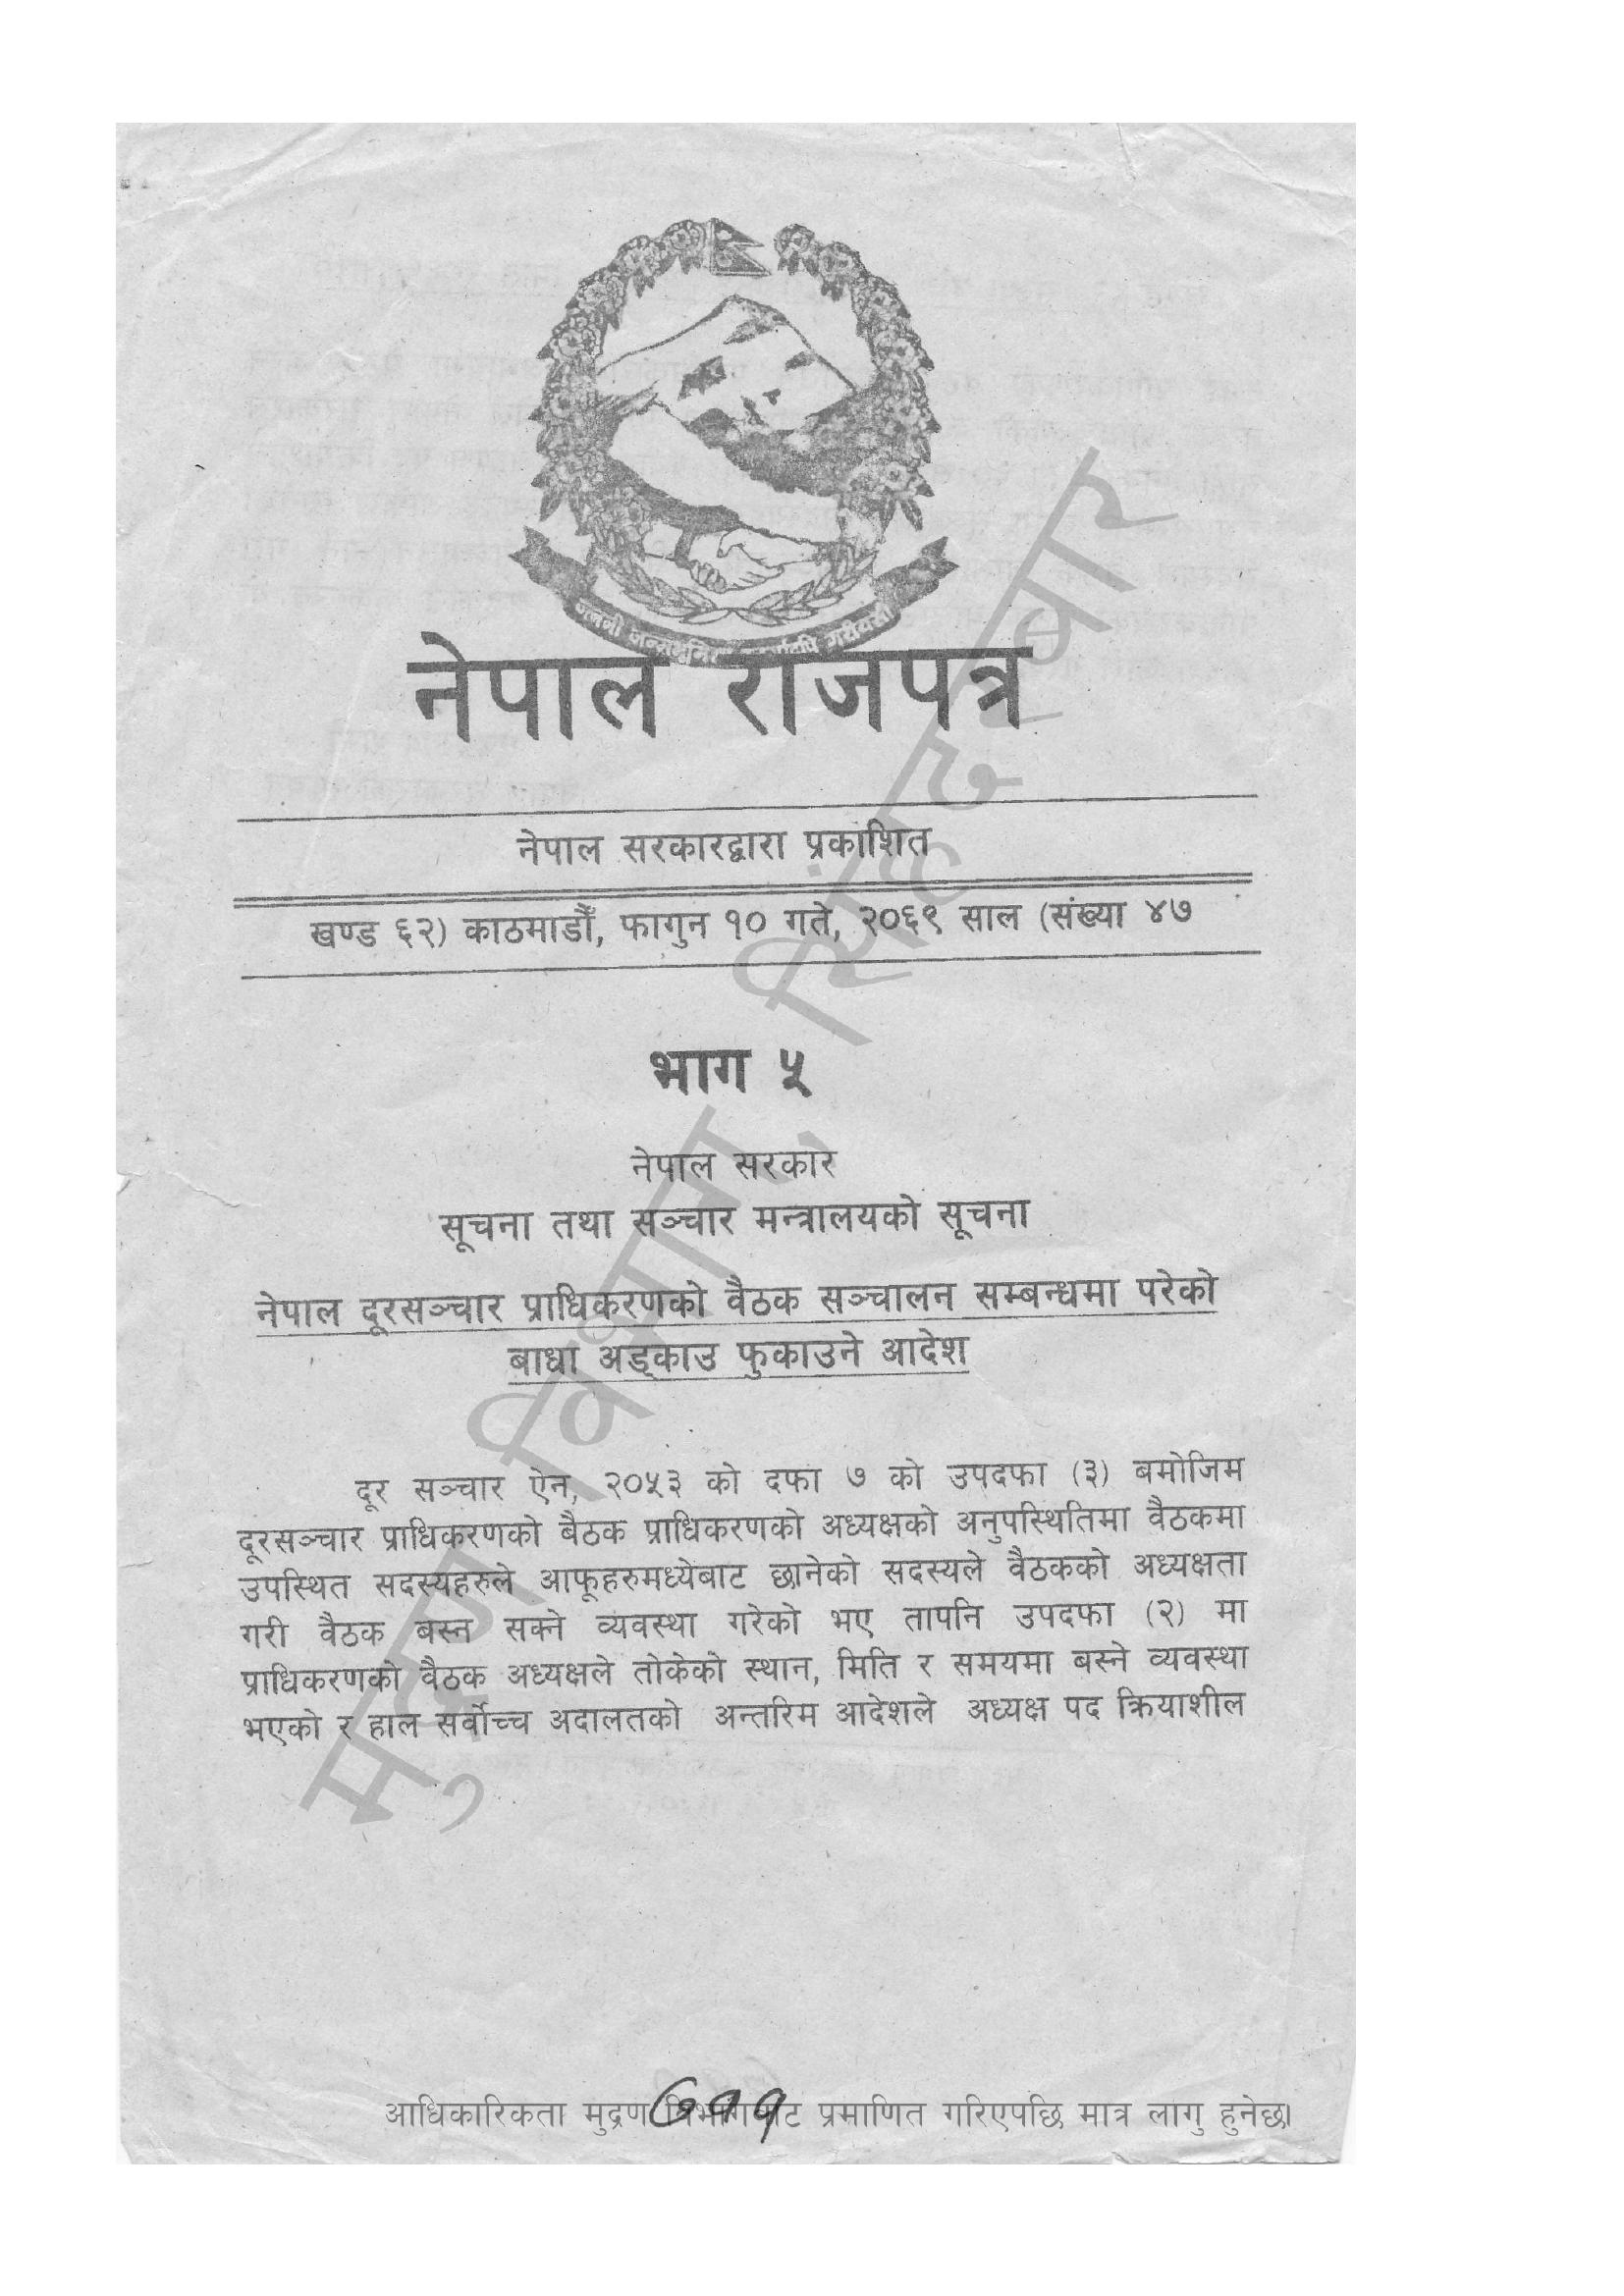 नेपाल राजपत्र
नेपाल सरकारद्वारा प्रकाशित
खण्ड ६२) काठमाडौं, फागुन १० गते, २०६९ साल (संख्या ४७
भाग ५
नेपाल सरकार
सूचना तथा सञ्चार मन्त्रालयको सूचना
नेपाल दूरसञ्चार प्राधिकरणको वैठक सञ्चालन सम्बन्धमा परेको
बाधा अड्काउ फुकाउने आदेश
दूर सञ्चार ऐन, २०५३ को दफा ७ को उपदफा (३) बमोजिम
दूरसञ्चार प्राधिकरणको बैठक प्राधिकरणको अध्यक्षको अनुपस्थितिमा वैठकमा
उपस्थित सदस्यहरुले आफूहरुमध्येबाट छानेको सदस्यले वैठकको अध्यक्षता
गरी वैठक बस्न सक्ने व्यवस्था गरेको भए तापनि उपदफा (२) मा
प्राधिकरणको वैठक अध्यक्षले तोकेको स्थान, मिति र समयमा बस्ने व्यवस्था
भएको र हाल सर्वोच्च अदालतको अन्तरिम आदेशले अध्यक्ष पद क्रियाशील
मुद्रण विभाग, सिंहदरबार
७११
आधिकारिकता मुद्रण विभागबाट प्रमाणित गरिएपछि मात्र लागु हुनेछ।